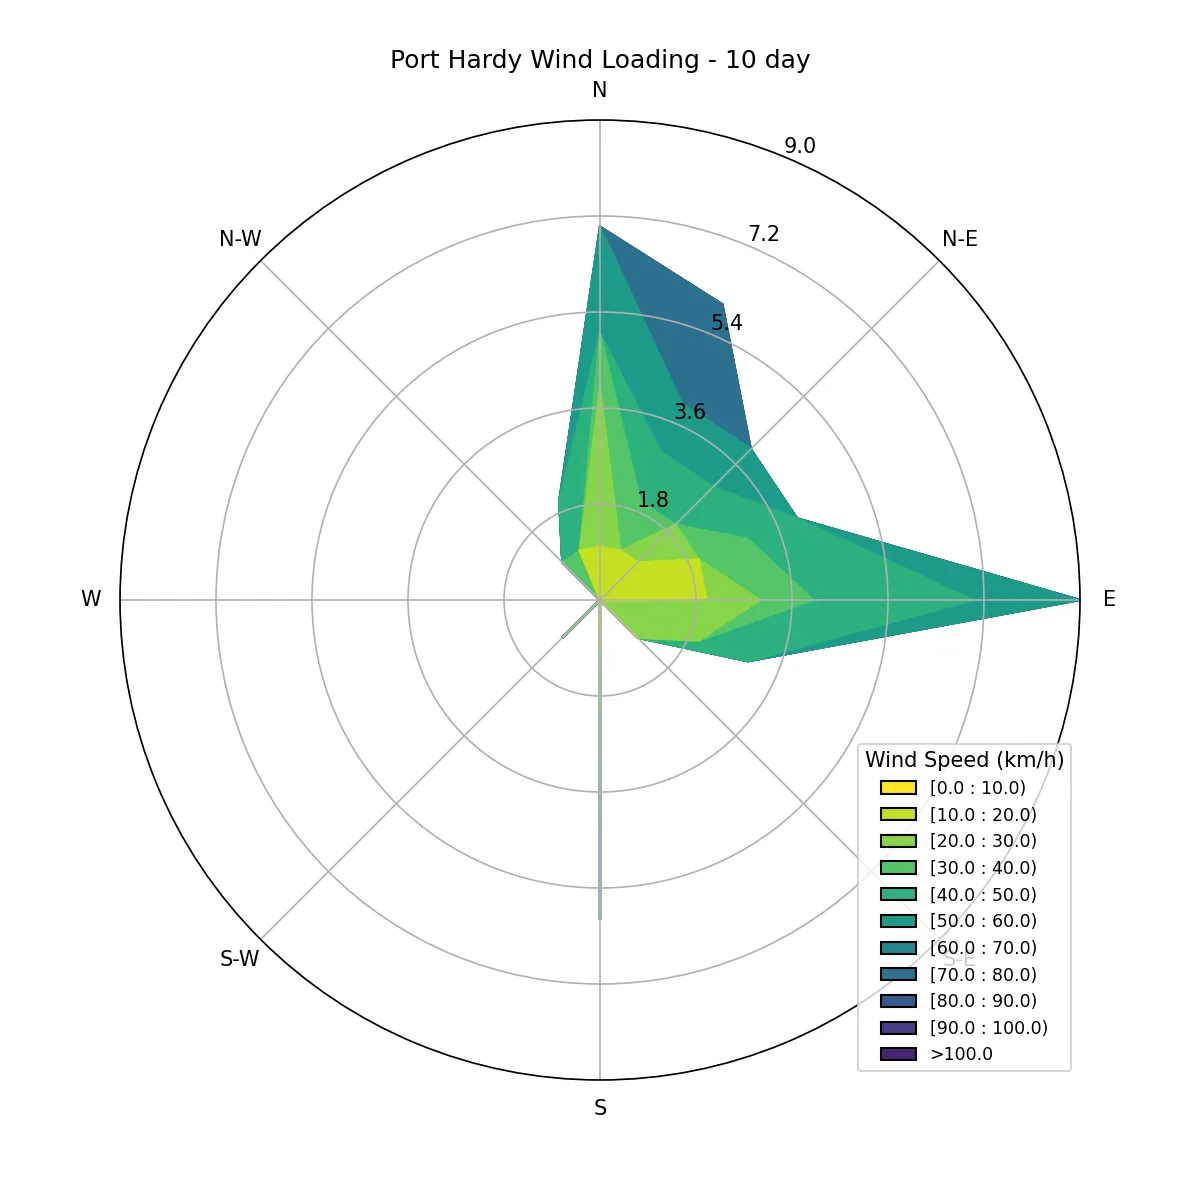 Port Hardy Wind Loading - 10 day
N
9.0
7.2
N-W
N-E
5.4
3.6
1.8
W
E
Wind Speed (km/h)
[0.0 : 10.0)
[10.0 : 20.0)
[20.0 : 30.0)
[30.0 : 40.0)
[40.0 : 50.0)
[50.0 : 60.0)
[60.0 : 70.0)
S-W
S-E
[70.0 : 80.0)
[80.0 : 90.0)
[90.0 : 100.0)
>100.0
S